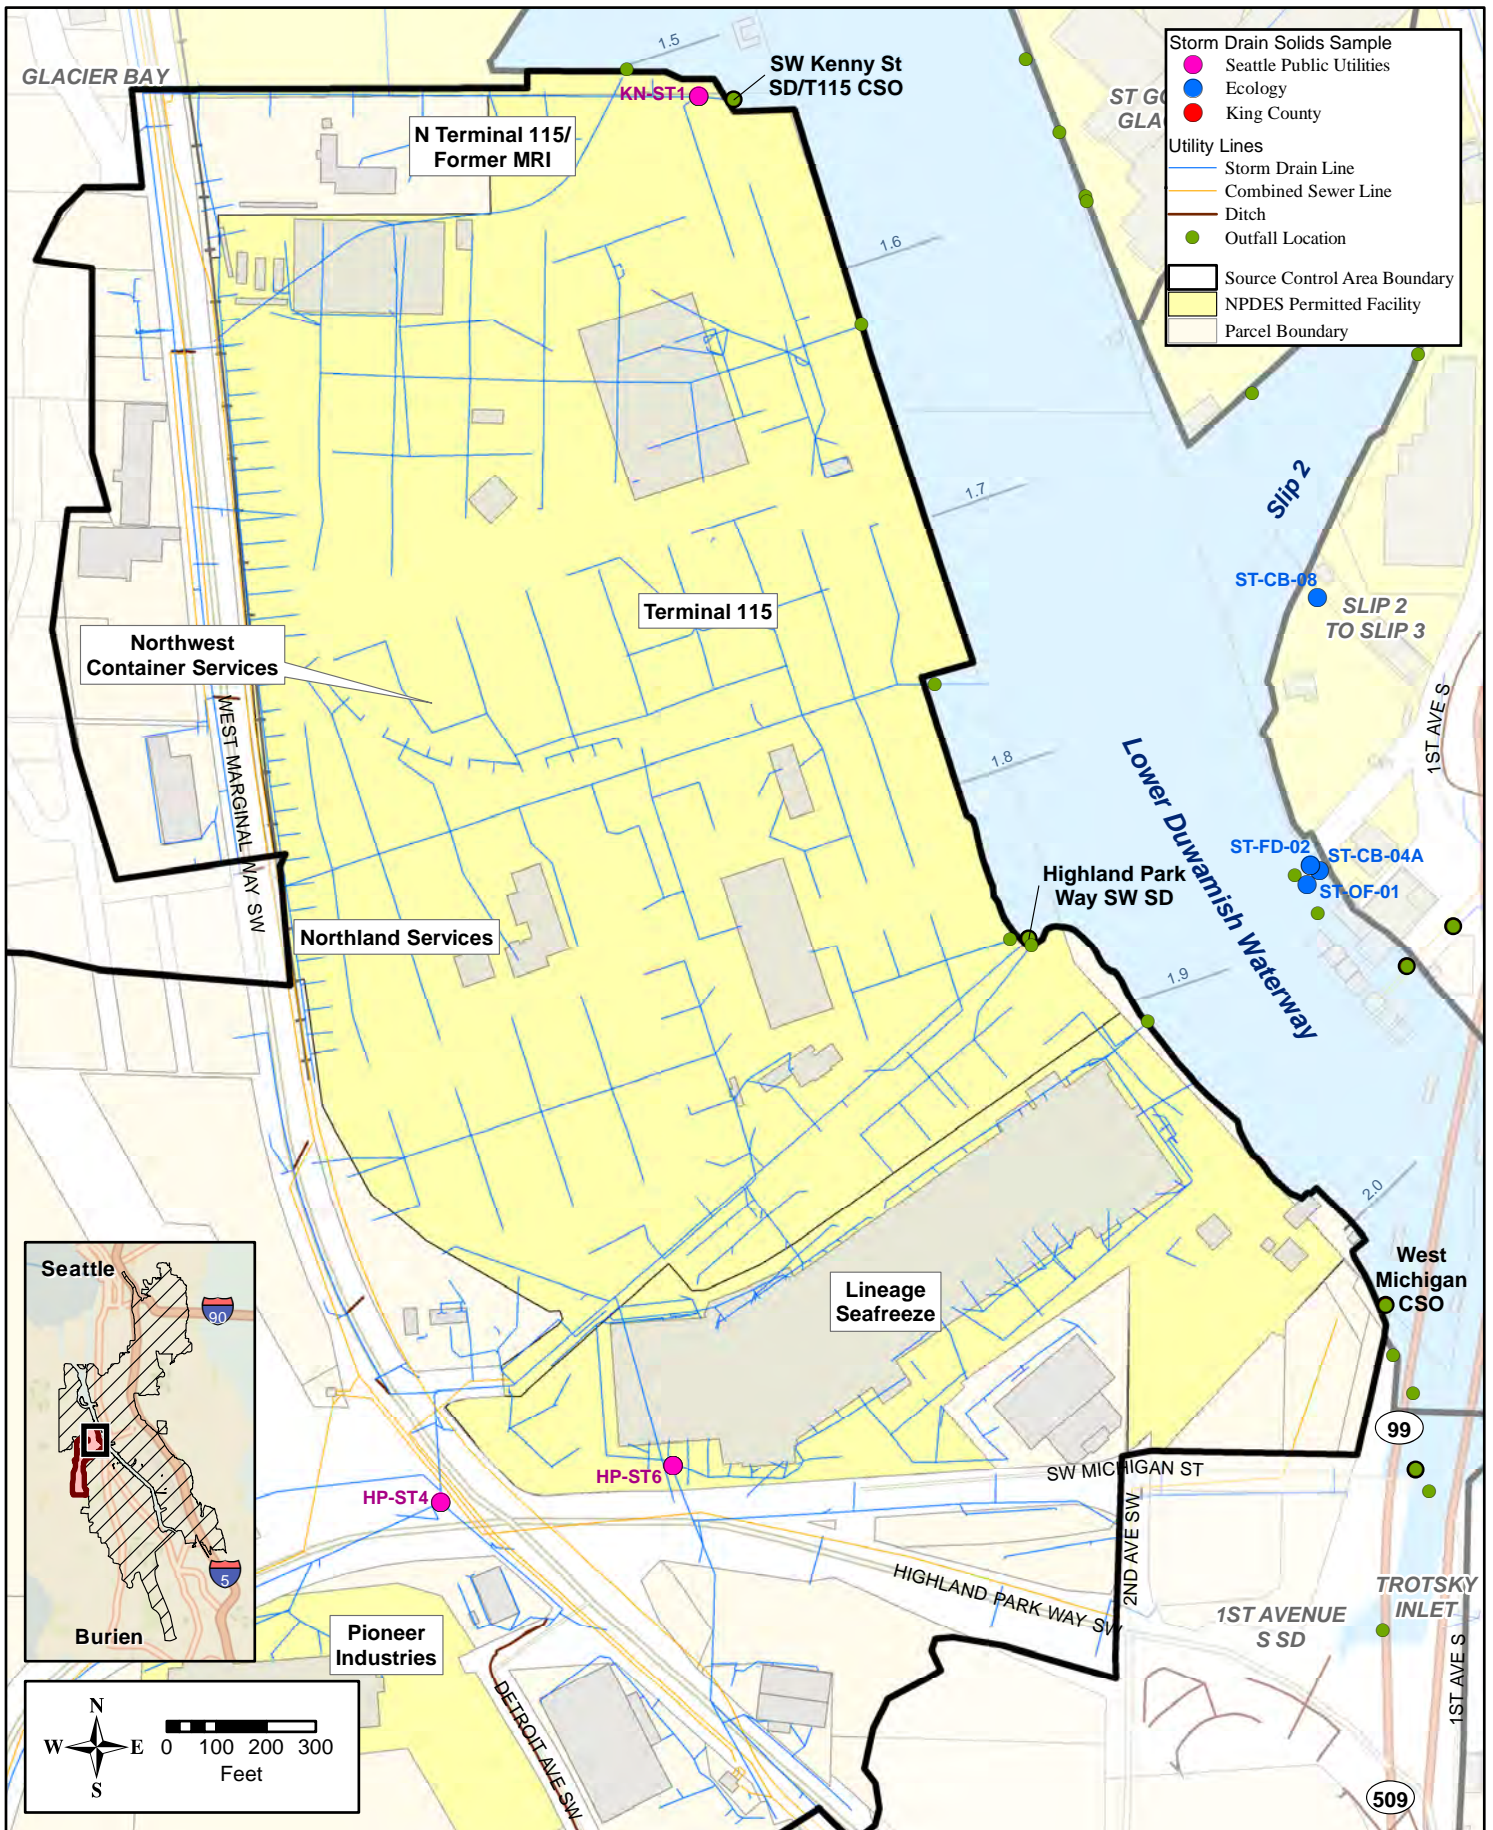 GLACIER BAY
1.5
SW Kenny St
SD/T115 CSO
KN-ST1
N Terminal 115/
Former MRI
ST GO
GLA
Storm Drain Solids Sample
Seattle Public Utilities
Ecology
King County
Utility Lines
Storm Drain Line
Combined Sewer Line
Ditch
Outfall Location
Source Control Area Boundary
NPDES Permitted Facility
Parcel Boundary
1.6
1.7
Slip 2
ST-CB-08
SLIP 2
TO SLIP 3
Terminal 115
Northwest
Container Services
WEST MARGINAL WAY SW
1ST AVE S
1.8
Lower Duwamish Waterway
ST-FD-02
ST-CB-04A
ST-OF-01
Highland Park
Way SW SD
Northland Services
1.9
2.0
West
Michigan
CSO
Lineage
Seafreeze
Seattle
90
5
Burien
99
HP-ST6
HP-ST4
SW MICHIGAN ST
2ND AVE SW
HIGHLAND PARK WAY SW
TROTSKY
INLET
1ST AVENUE
S SD
1ST AVE S
Pioneer
Industries
DETROIT AVE SW
N
W
E
S
0 100 200 300
Feet
509